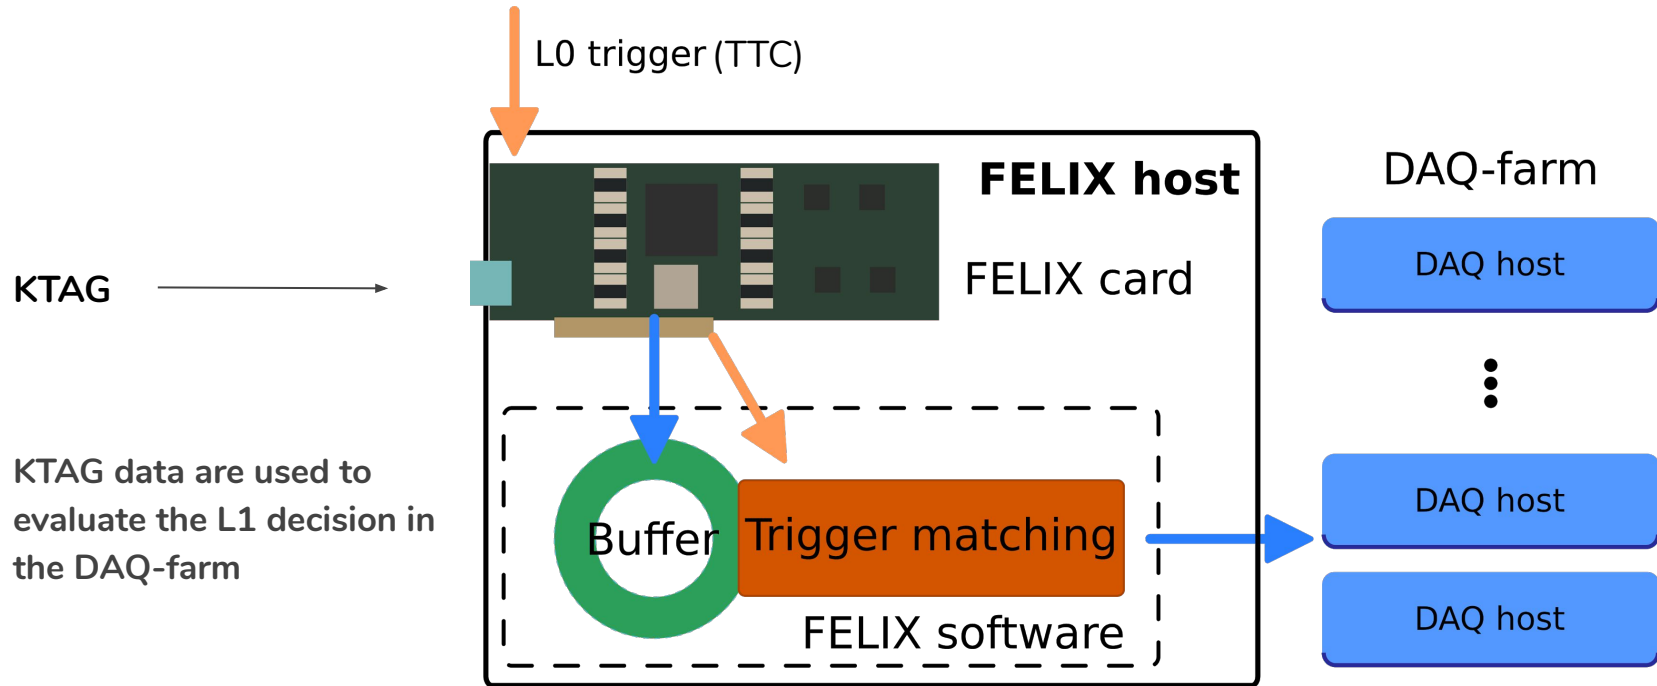 L0 trigger (TTC)
FELIX host
DAQ-farm
DAQ host
KTAG
FELIX card
KTAG data are used to
evaluate the L1 decision in
the DAQ-farm
Buffer
Trigger matching
FELIX software
DAQ host
DAQ host